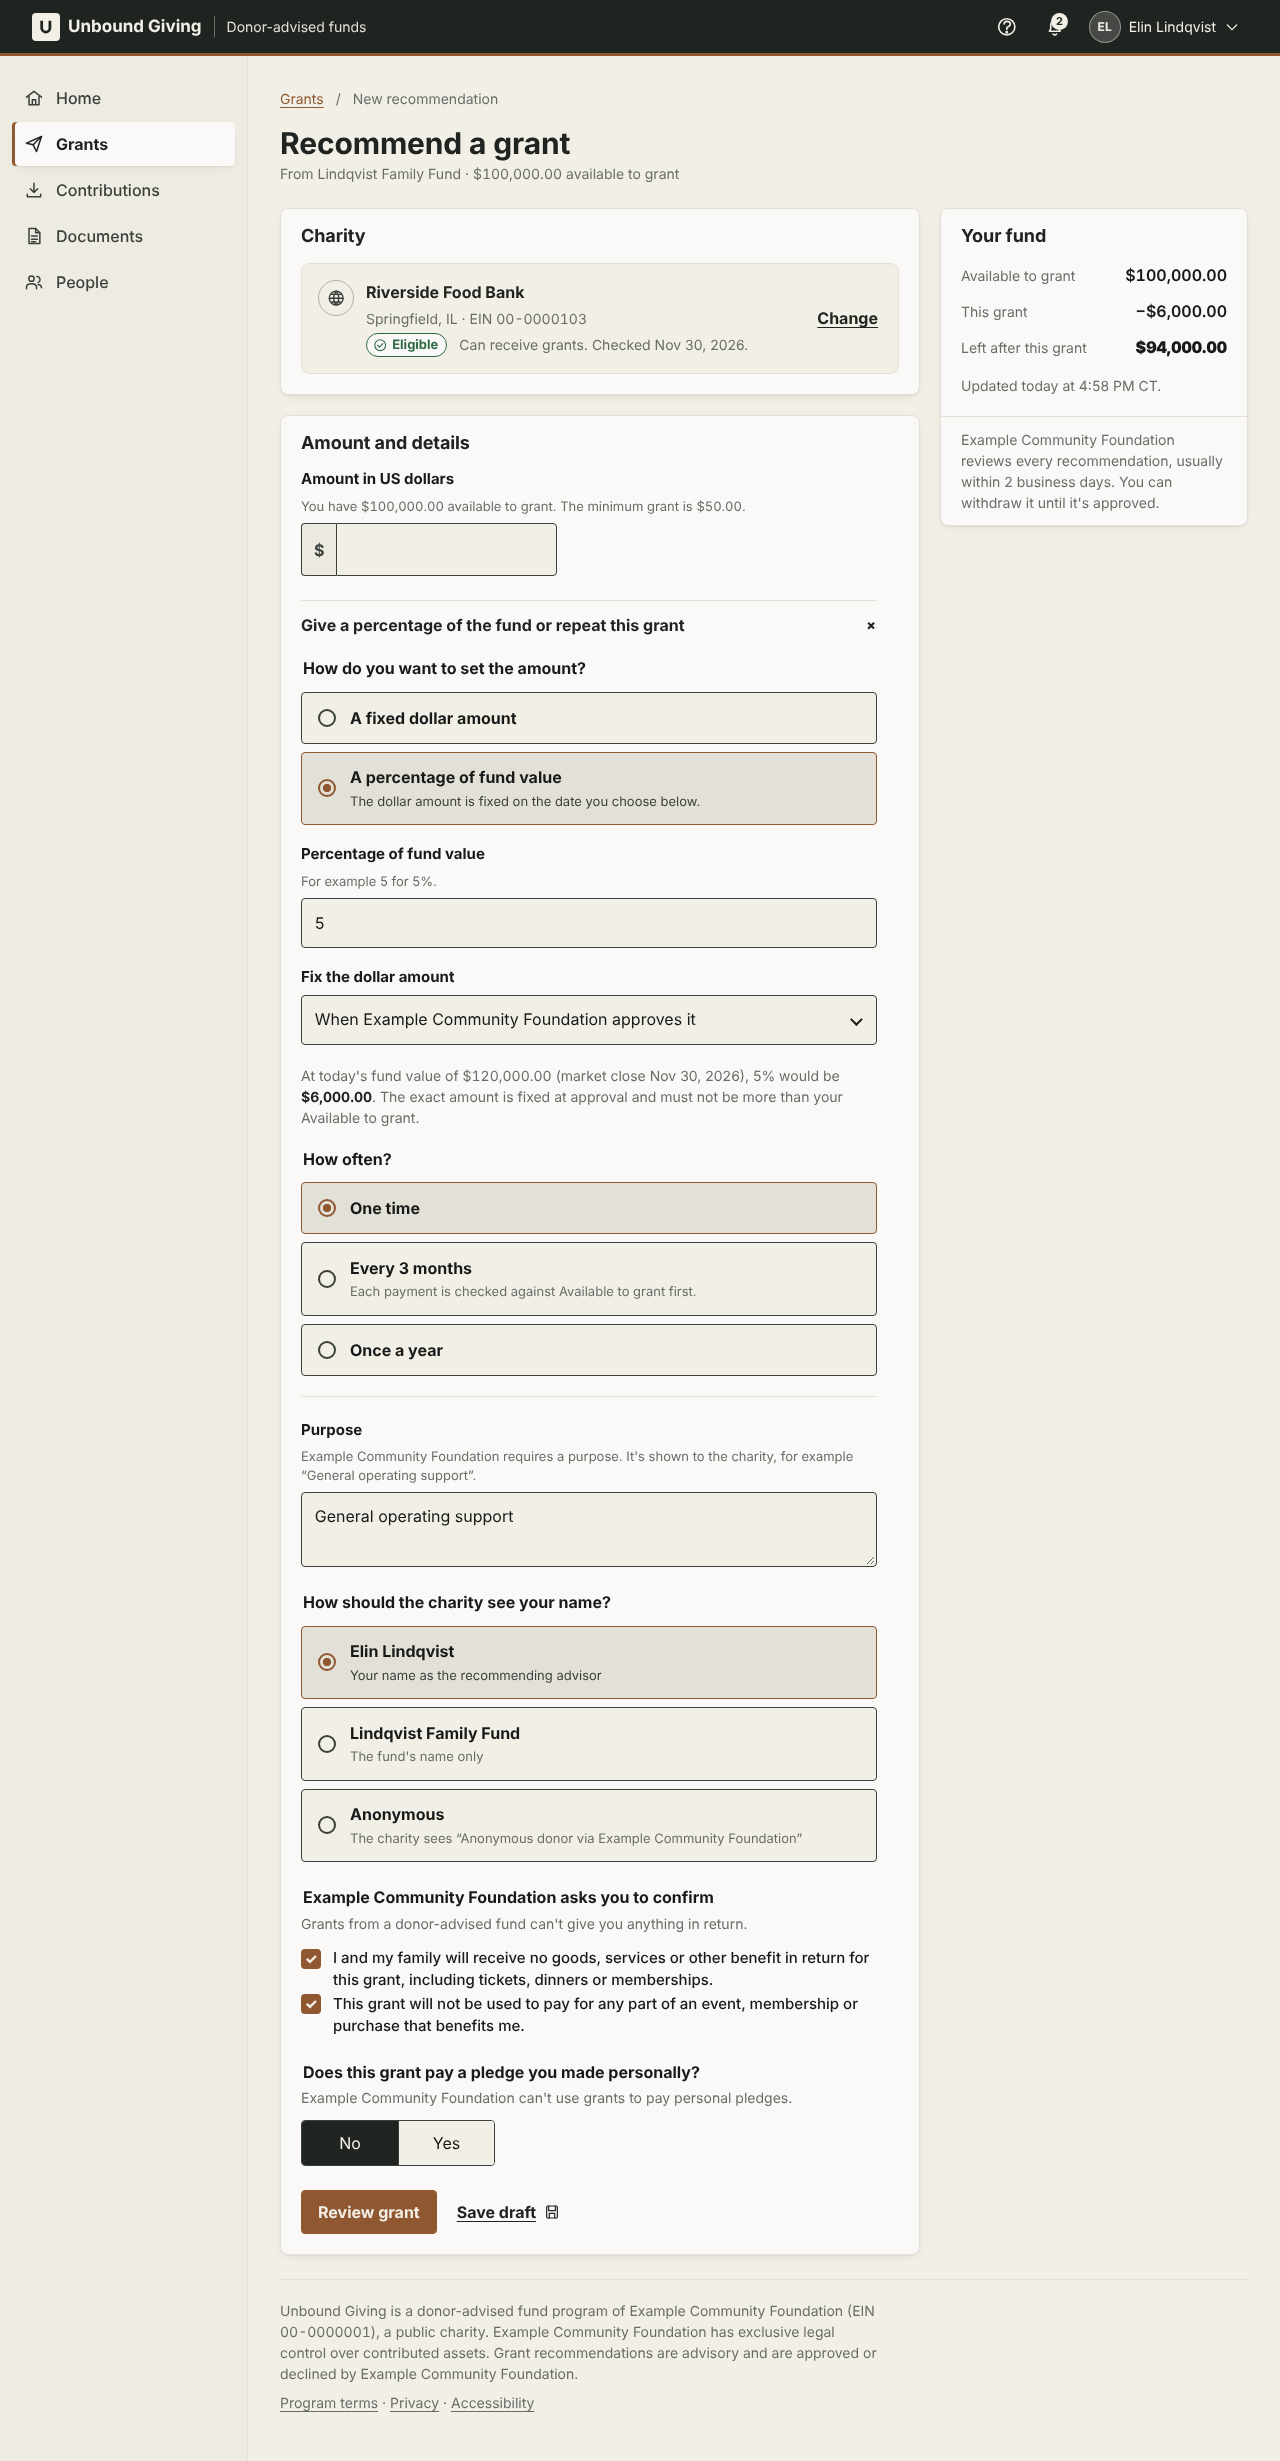 U Unbound Giving
Donor-advised funds
2
EL
Elin Lindqvist
Home
Grants
Contributions
Documents
People
Grants / New recommendation
Recommend a grant
From Lindqvist Family Fund · $100,000.00 available to grant
Charity
Riverside Food Bank
Springfield, IL · EIN 00-0000103
Eligible
Can receive grants. Checked Nov 30, 2026.
Change
Your fund
Available to grant $100,000.00
This grant −$6,000.00
Left after this grant $94,000.00
Updated today at 4:58 PM CT.
Example Community Foundation
reviews every recommendation, usually
within 2 business days. You can
withdraw it until it's approved.
Amount and details
Amount in US dollars
You have $100,000.00 available to grant. The minimum grant is $50.00.
$
Give a percentage of the fund or repeat this grant
How do you want to set the amount?
A fixed dollar amount
A percentage of fund value
The dollar amount is fixed on the date you choose below.
Percentage of fund value
For example 5 for 5%.
5
Fix the dollar amount
When Example Community Foundation approves it
At today's fund value of $120,000.00 (market close Nov 30, 2026), 5% would be
$6,000.00. The exact amount is fixed at approval and must not be more than your
Available to grant.
How often?
One time
Every 3 months
Each payment is checked against Available to grant first.
Once a year
Purpose
Example Community Foundation requires a purpose. It's shown to the charity, for example
“General operating support”.
General operating support
How should the charity see your name?
Elin Lindqvist
Your name as the recommending advisor
Lindqvist Family Fund
The fund's name only
Anonymous
The charity sees “Anonymous donor via Example Community Foundation”
Example Community Foundation asks you to confirm
Grants from a donor-advised fund can't give you anything in return.
I and my family will receive no goods, services or other benefit in return for
this grant, including tickets, dinners or memberships.
This grant will not be used to pay for any part of an event, membership or
purchase that benefits me.
Does this grant pay a pledge you made personally?
Example Community Foundation can't use grants to pay personal pledges.
No Yes
Review grant
Save draft
Unbound Giving is a donor-advised fund program of Example Community Foundation (EIN
00-0000001), a public charity. Example Community Foundation has exclusive legal
control over contributed assets. Grant recommendations are advisory and are approved or
declined by Example Community Foundation.
Program terms · Privacy · Accessibility